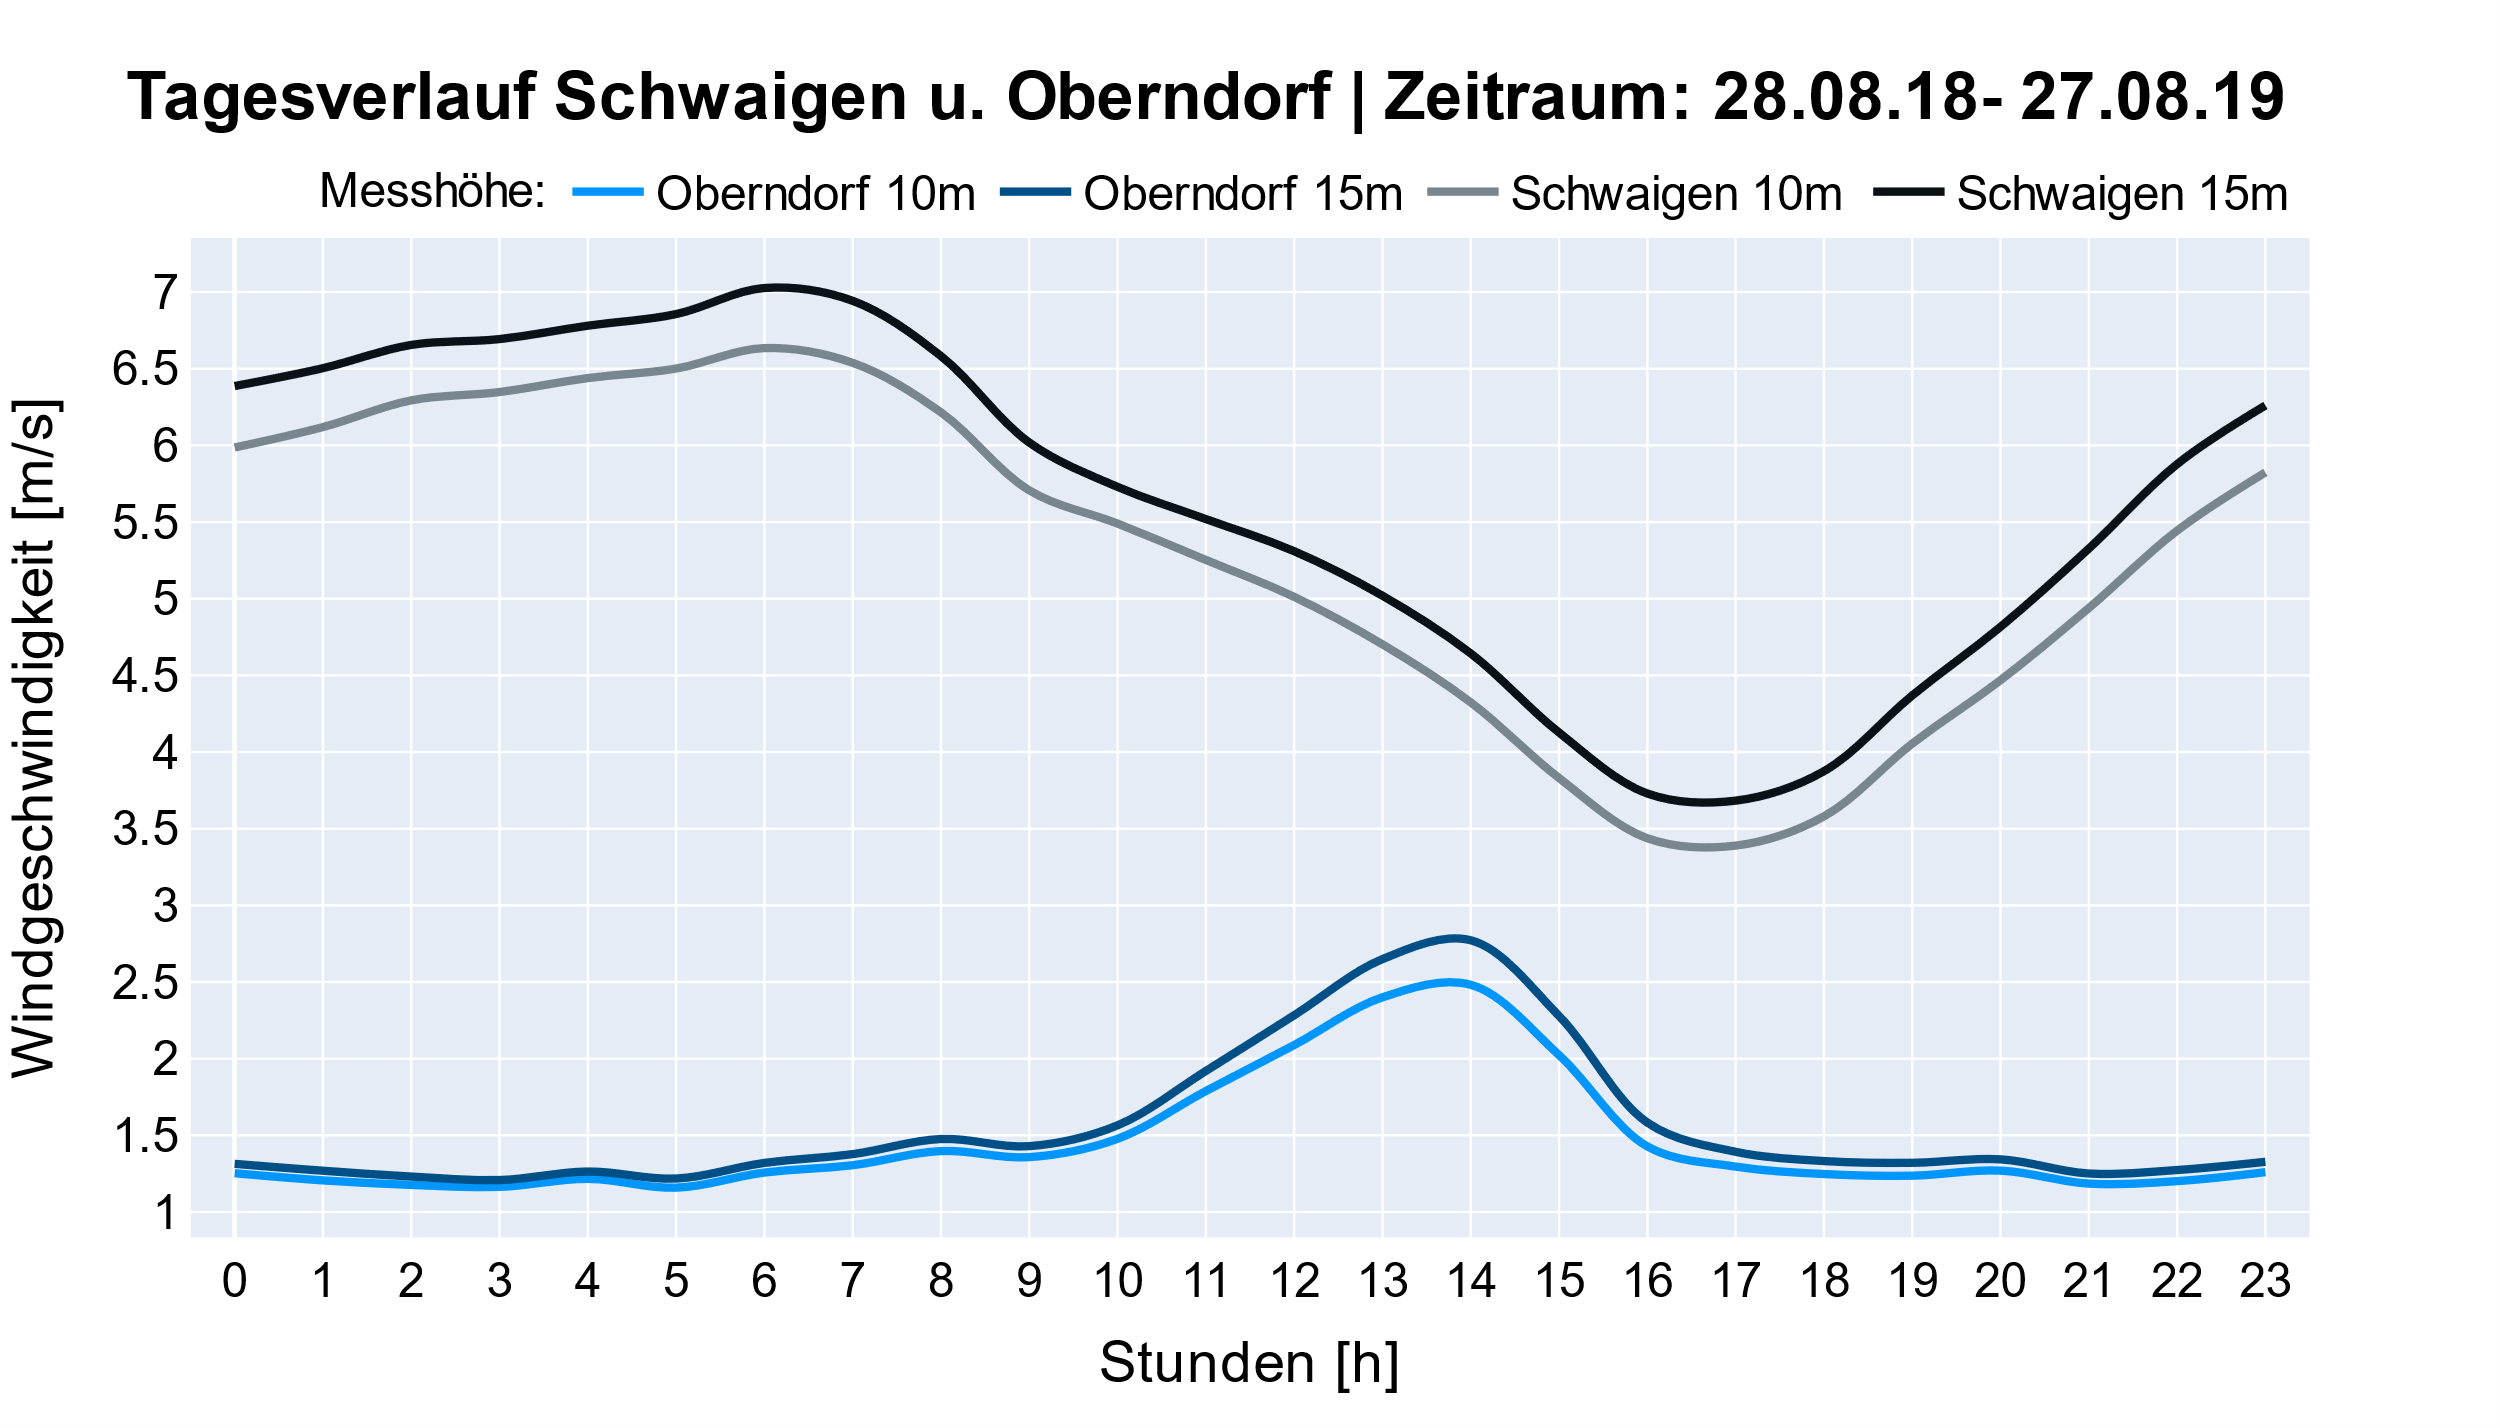 Tagesverlauf Schwaigen u. Oberndorf | Zeitraum: 28.08.18- 27.08.19
Messhöhe: Oberndorf 10m Oberndorf 15m Schwaigen 10m Schwaigen 15m
Windgeschwindigkeit [m/s]
7
6.5
6
5.5
5
4.5
4
3.5
3
2.5
2
1.5
1
0 1 2 3 4 5 6 7 8 9 10 11 12 13 14 15 16 17 18 19 20 21 22 23
Stunden [h]